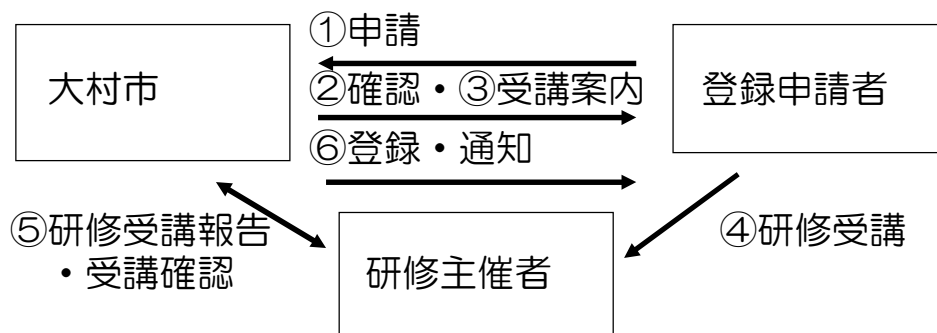 ①申請
大村市
登録申請者
②確認・③受講案内
⑥登録・通知
⑤研修受講報告
・受講確認
④研修受講
研修主催者